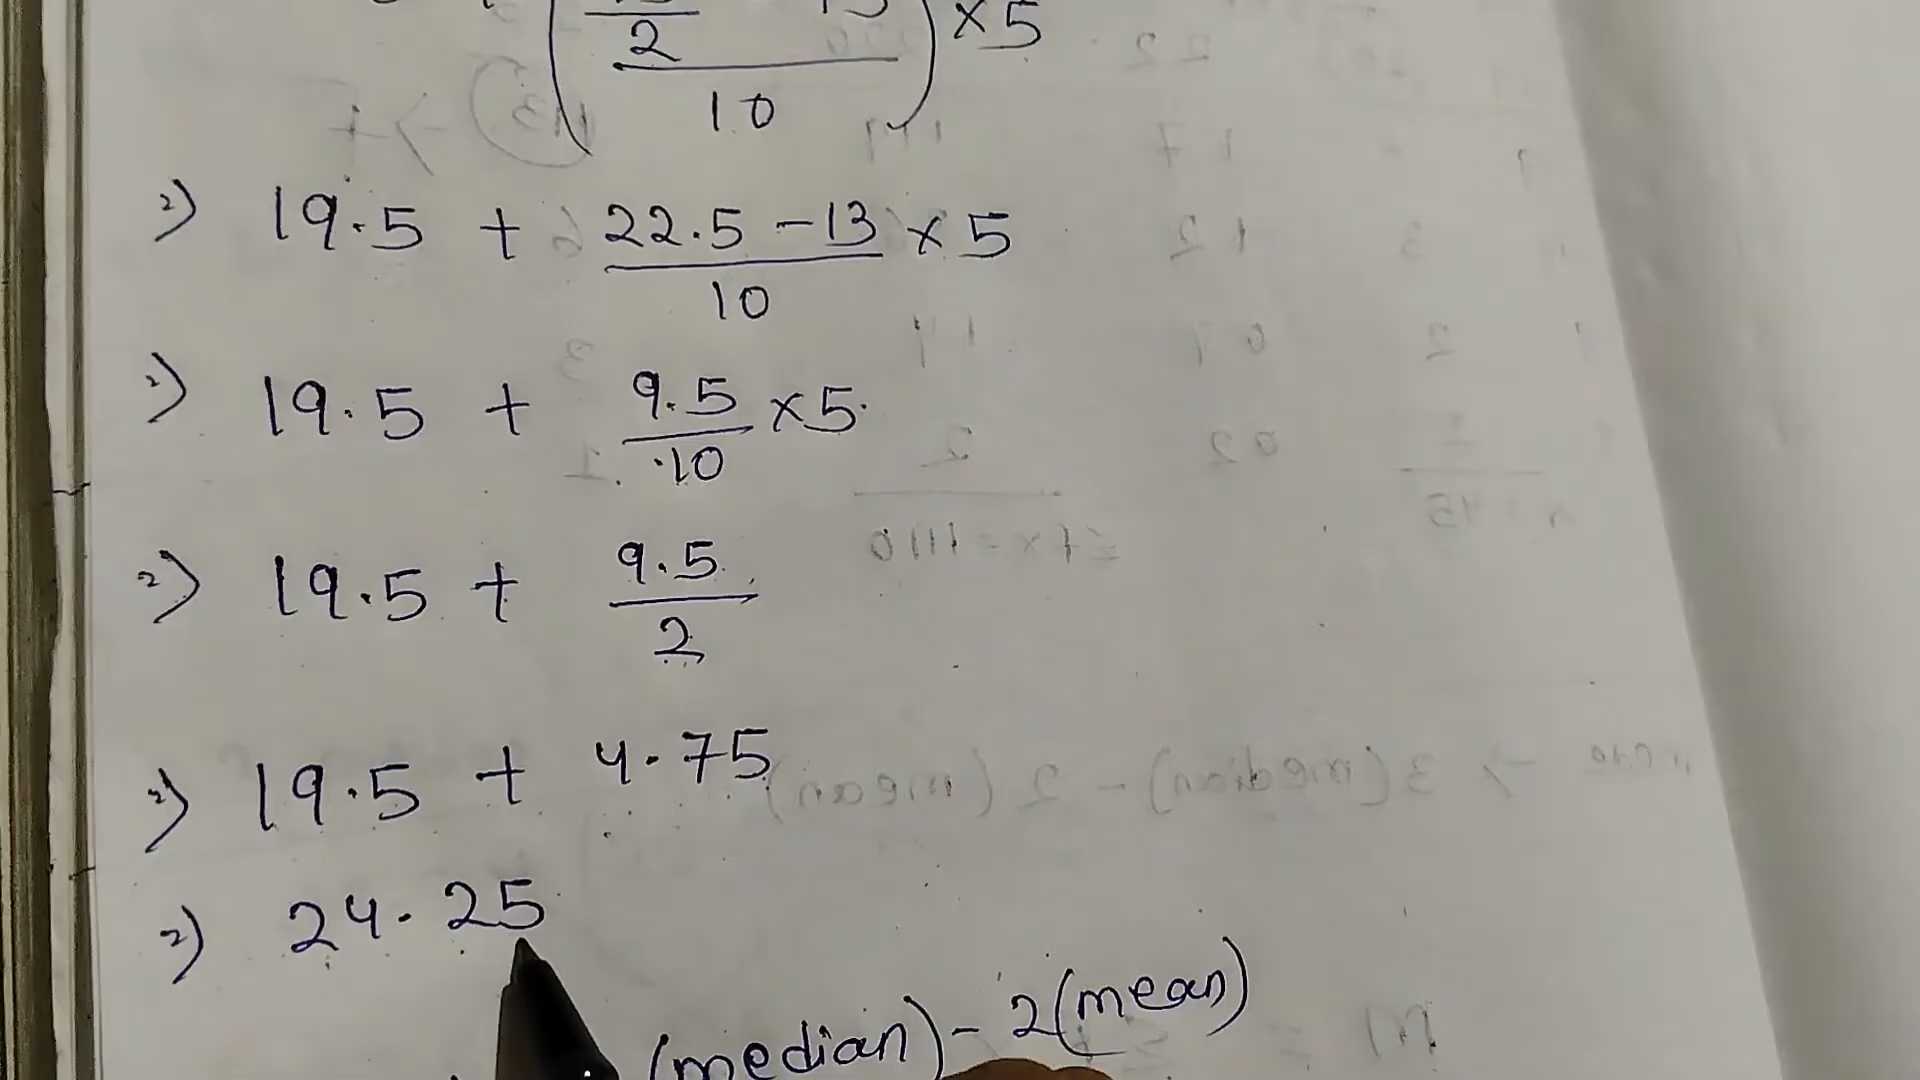 2 10 × 5
⇒ 19.5 + 22.5 - 13 / 10 × 5
⇒ 19.5 + 9.5 / 10 × 5
⇒ 19.5 + 9.5 / 2
⇒ 19.5 + 4.75
⇒ 24.25
(median) - 2(mean)